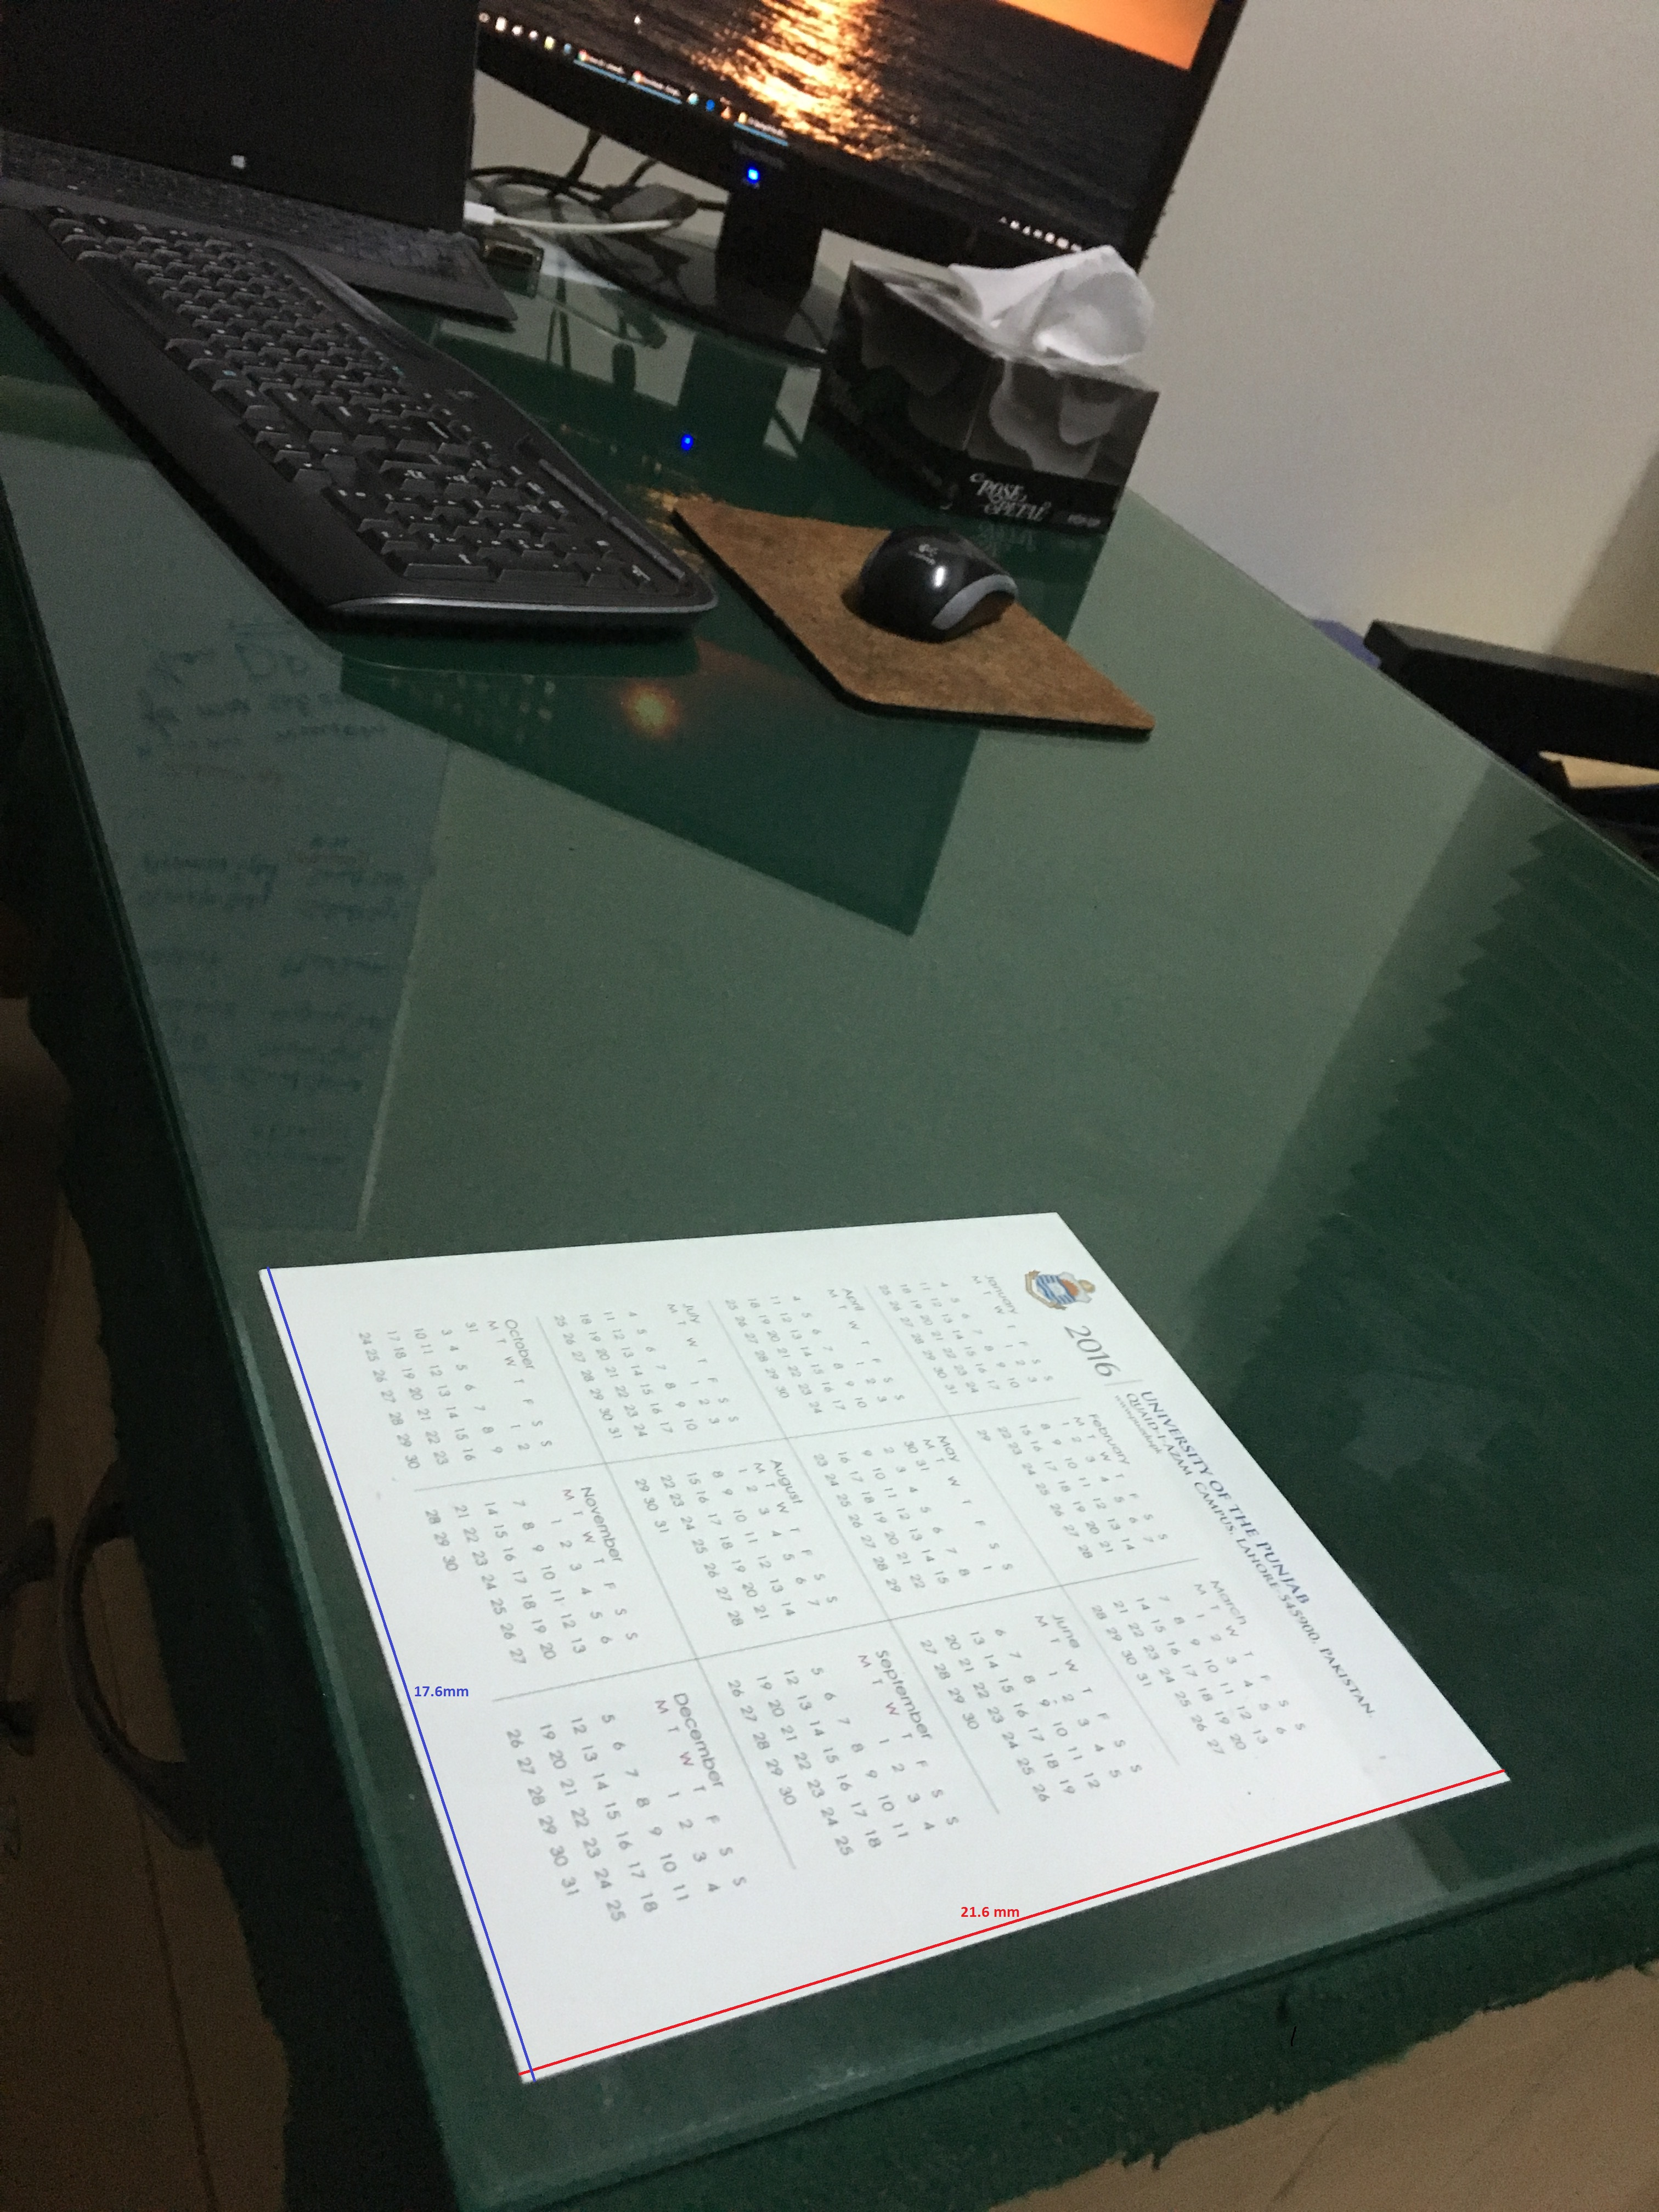 ROSE
PETAL
2016
UNIVERSITY OF THE PUNJAB
QUAID-I-AZAM CAMPUS, LAHORE-545900, PAKISTAN.
www.pu.edu.pk
January
M T W T F S S
1 2 3
4 5 6 7 8 9 10
11 12 13 14 15 16 17
18 19 20 21 22 23 24
25 26 27 28 29 30 31
February
M T W T F S S
1 2 3 4 5 6 7
8 9 10 11 12 13 14
15 16 17 18 19 20 21
22 23 24 25 26 27 28
29
March
M T W T F S S
1 2 3 4 5 6
7 8 9 10 11 12 13
14 15 16 17 18 19 20
21 22 23 24 25 26 27
28 29 30 31
April
M T W T F S S
1 2 3
4 5 6 7 8 9 10
11 12 13 14 15 16 17
18 19 20 21 22 23 24
25 26 27 28 29 30
May
M T W T F S S
30 31 1
2 3 4 5 6 7 8
9 10 11 12 13 14 15
16 17 18 19 20 21 22
23 24 25 26 27 28 29
June
M T W T F S S
1 2 3 4 5
6 7 8 9 10 11 12
13 14 15 16 17 18 19
20 21 22 23 24 25 26
27 28 29 30
July
M T W T F S S
1 2 3
4 5 6 7 8 9 10
11 12 13 14 15 16 17
18 19 20 21 22 23 24
25 26 27 28 29 30 31
August
M T W T F S S
1 2 3 4 5 6 7
8 9 10 11 12 13 14
15 16 17 18 19 20 21
22 23 24 25 26 27 28
29 30 31
September
M T W T F S S
1 2 3 4
5 6 7 8 9 10 11
12 13 14 15 16 17 18
19 20 21 22 23 24 25
26 27 28 29 30
October
M T W T F S S
31 1 2
3 4 5 6 7 8 9
10 11 12 13 14 15 16
17 18 19 20 21 22 23
24 25 26 27 28 29 30
November
M T W T F S S
1 2 3 4 5 6
7 8 9 10 11 12 13
14 15 16 17 18 19 20
21 22 23 24 25 26 27
28 29 30
December
M T W T F S S
1 2 3 4
5 6 7 8 9 10 11
12 13 14 15 16 17 18
19 20 21 22 23 24 25
26 27 28 29 30 31
17.6mm
21.6 mm